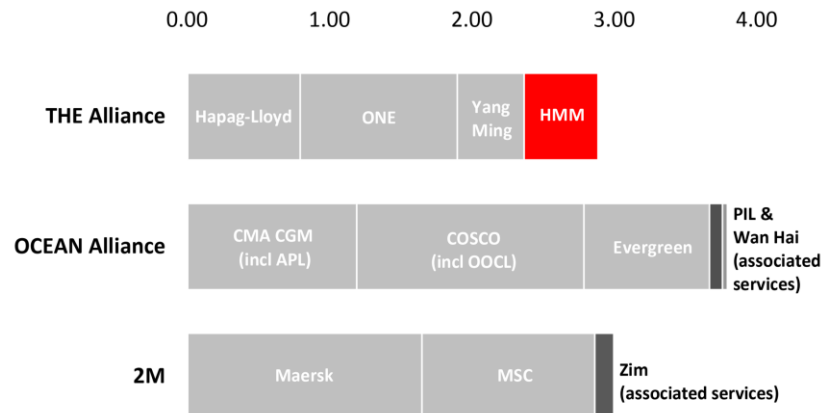 0.00 1.00 2.00 3.00 4.00
THE Alliance
Hapag-Lloyd
ONE
Yang
Ming
HMM
OCEAN Alliance
CMA CGM
(incl APL)
COSCO
(incl OOCL)
Evergreen
PIL &
Wan Hai
(associated
services)
2M
Maersk
MSC
Zim
(associated services)